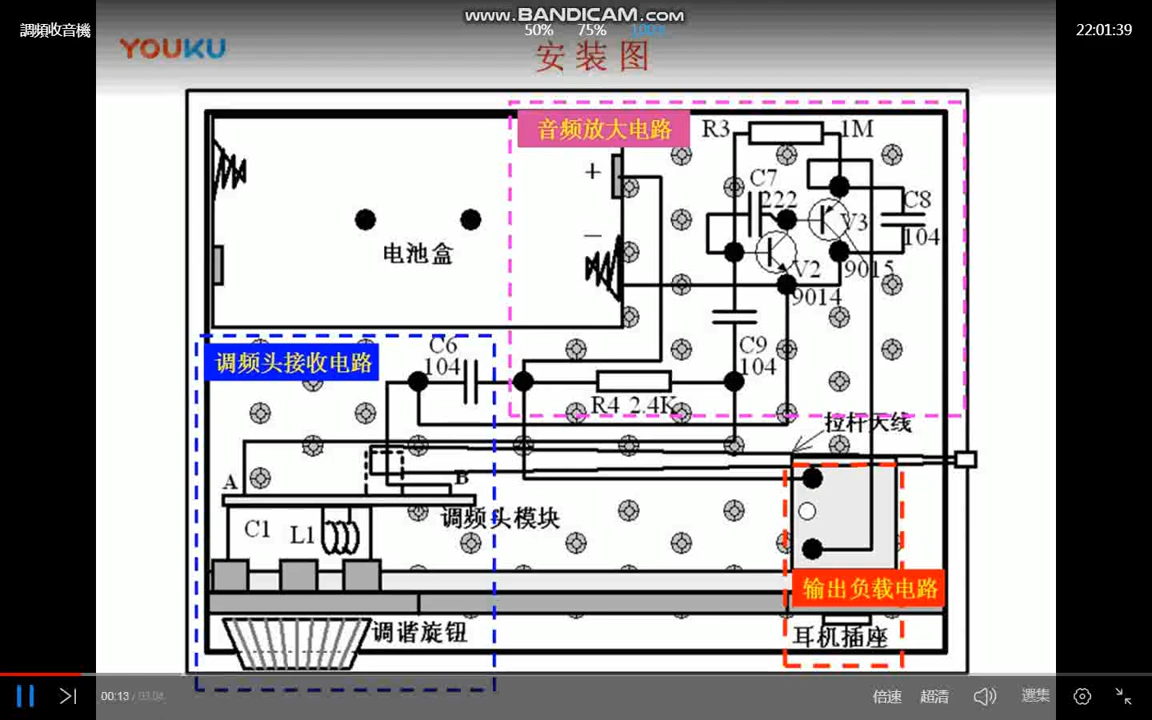 www.BANDICAM.com
調頻收音機
50% 75% 100%
22:01:39
YOUKU
安装图
音频放大电路
R3
1M
+
C7
222
C8
V3
104
电池盒
−
V2
9015
9014
C6
104
C9
104
调频头接收电路
R4 2.4K
拉杆天线
A
B
C1
L1
调频头模块
输出负载电路
调谐旋钮
耳机插座
00:13 / 03:04
倍速
超清
選集